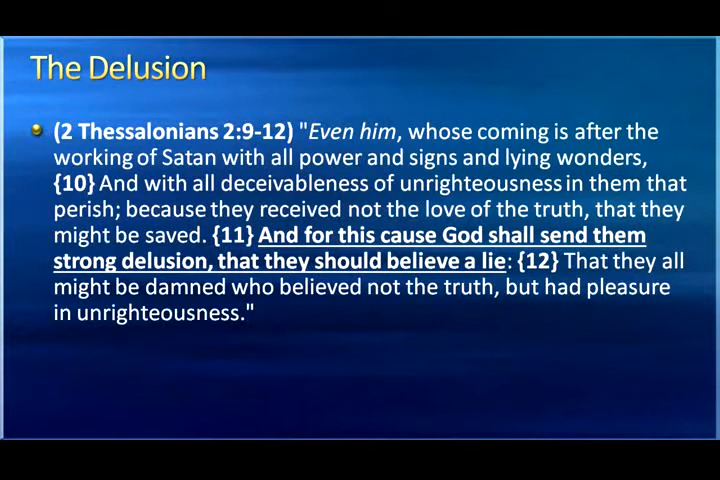 The Delusion
(2 Thessalonians 2:9-12) "Even him, whose coming is after the
working of Satan with all power and signs and lying wonders,
{10} And with all deceivableness of unrighteousness in them that
perish; because they received not the love of the truth, that they
might be saved. {11} And for this cause God shall send them
strong delusion, that they should believe a lie: {12} That they all
might be damned who believed not the truth, but had pleasure
in unrighteousness."